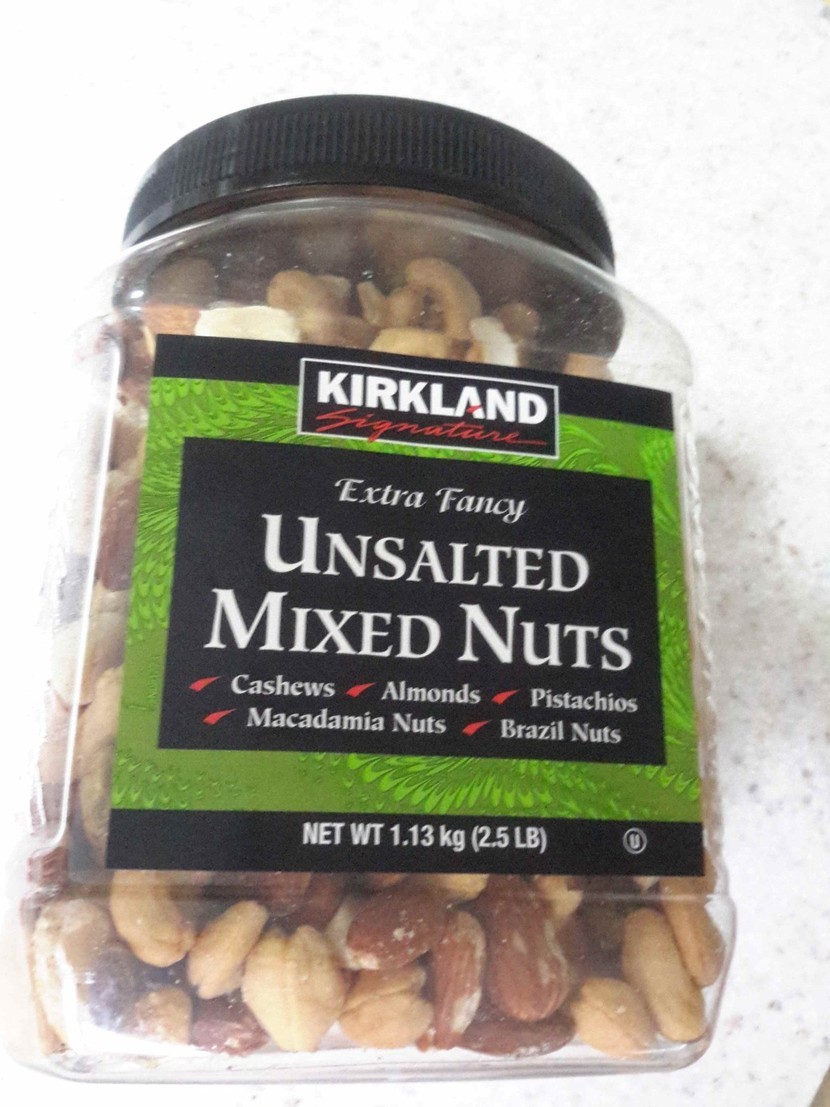 KIRKLAND
Signature
Extra Fancy
UNSALTED
MIXED NUTS
Cashews Almonds Pistachios
Macadamia Nuts Brazil Nuts
NET WT 1.13 kg (2.5 LB) U